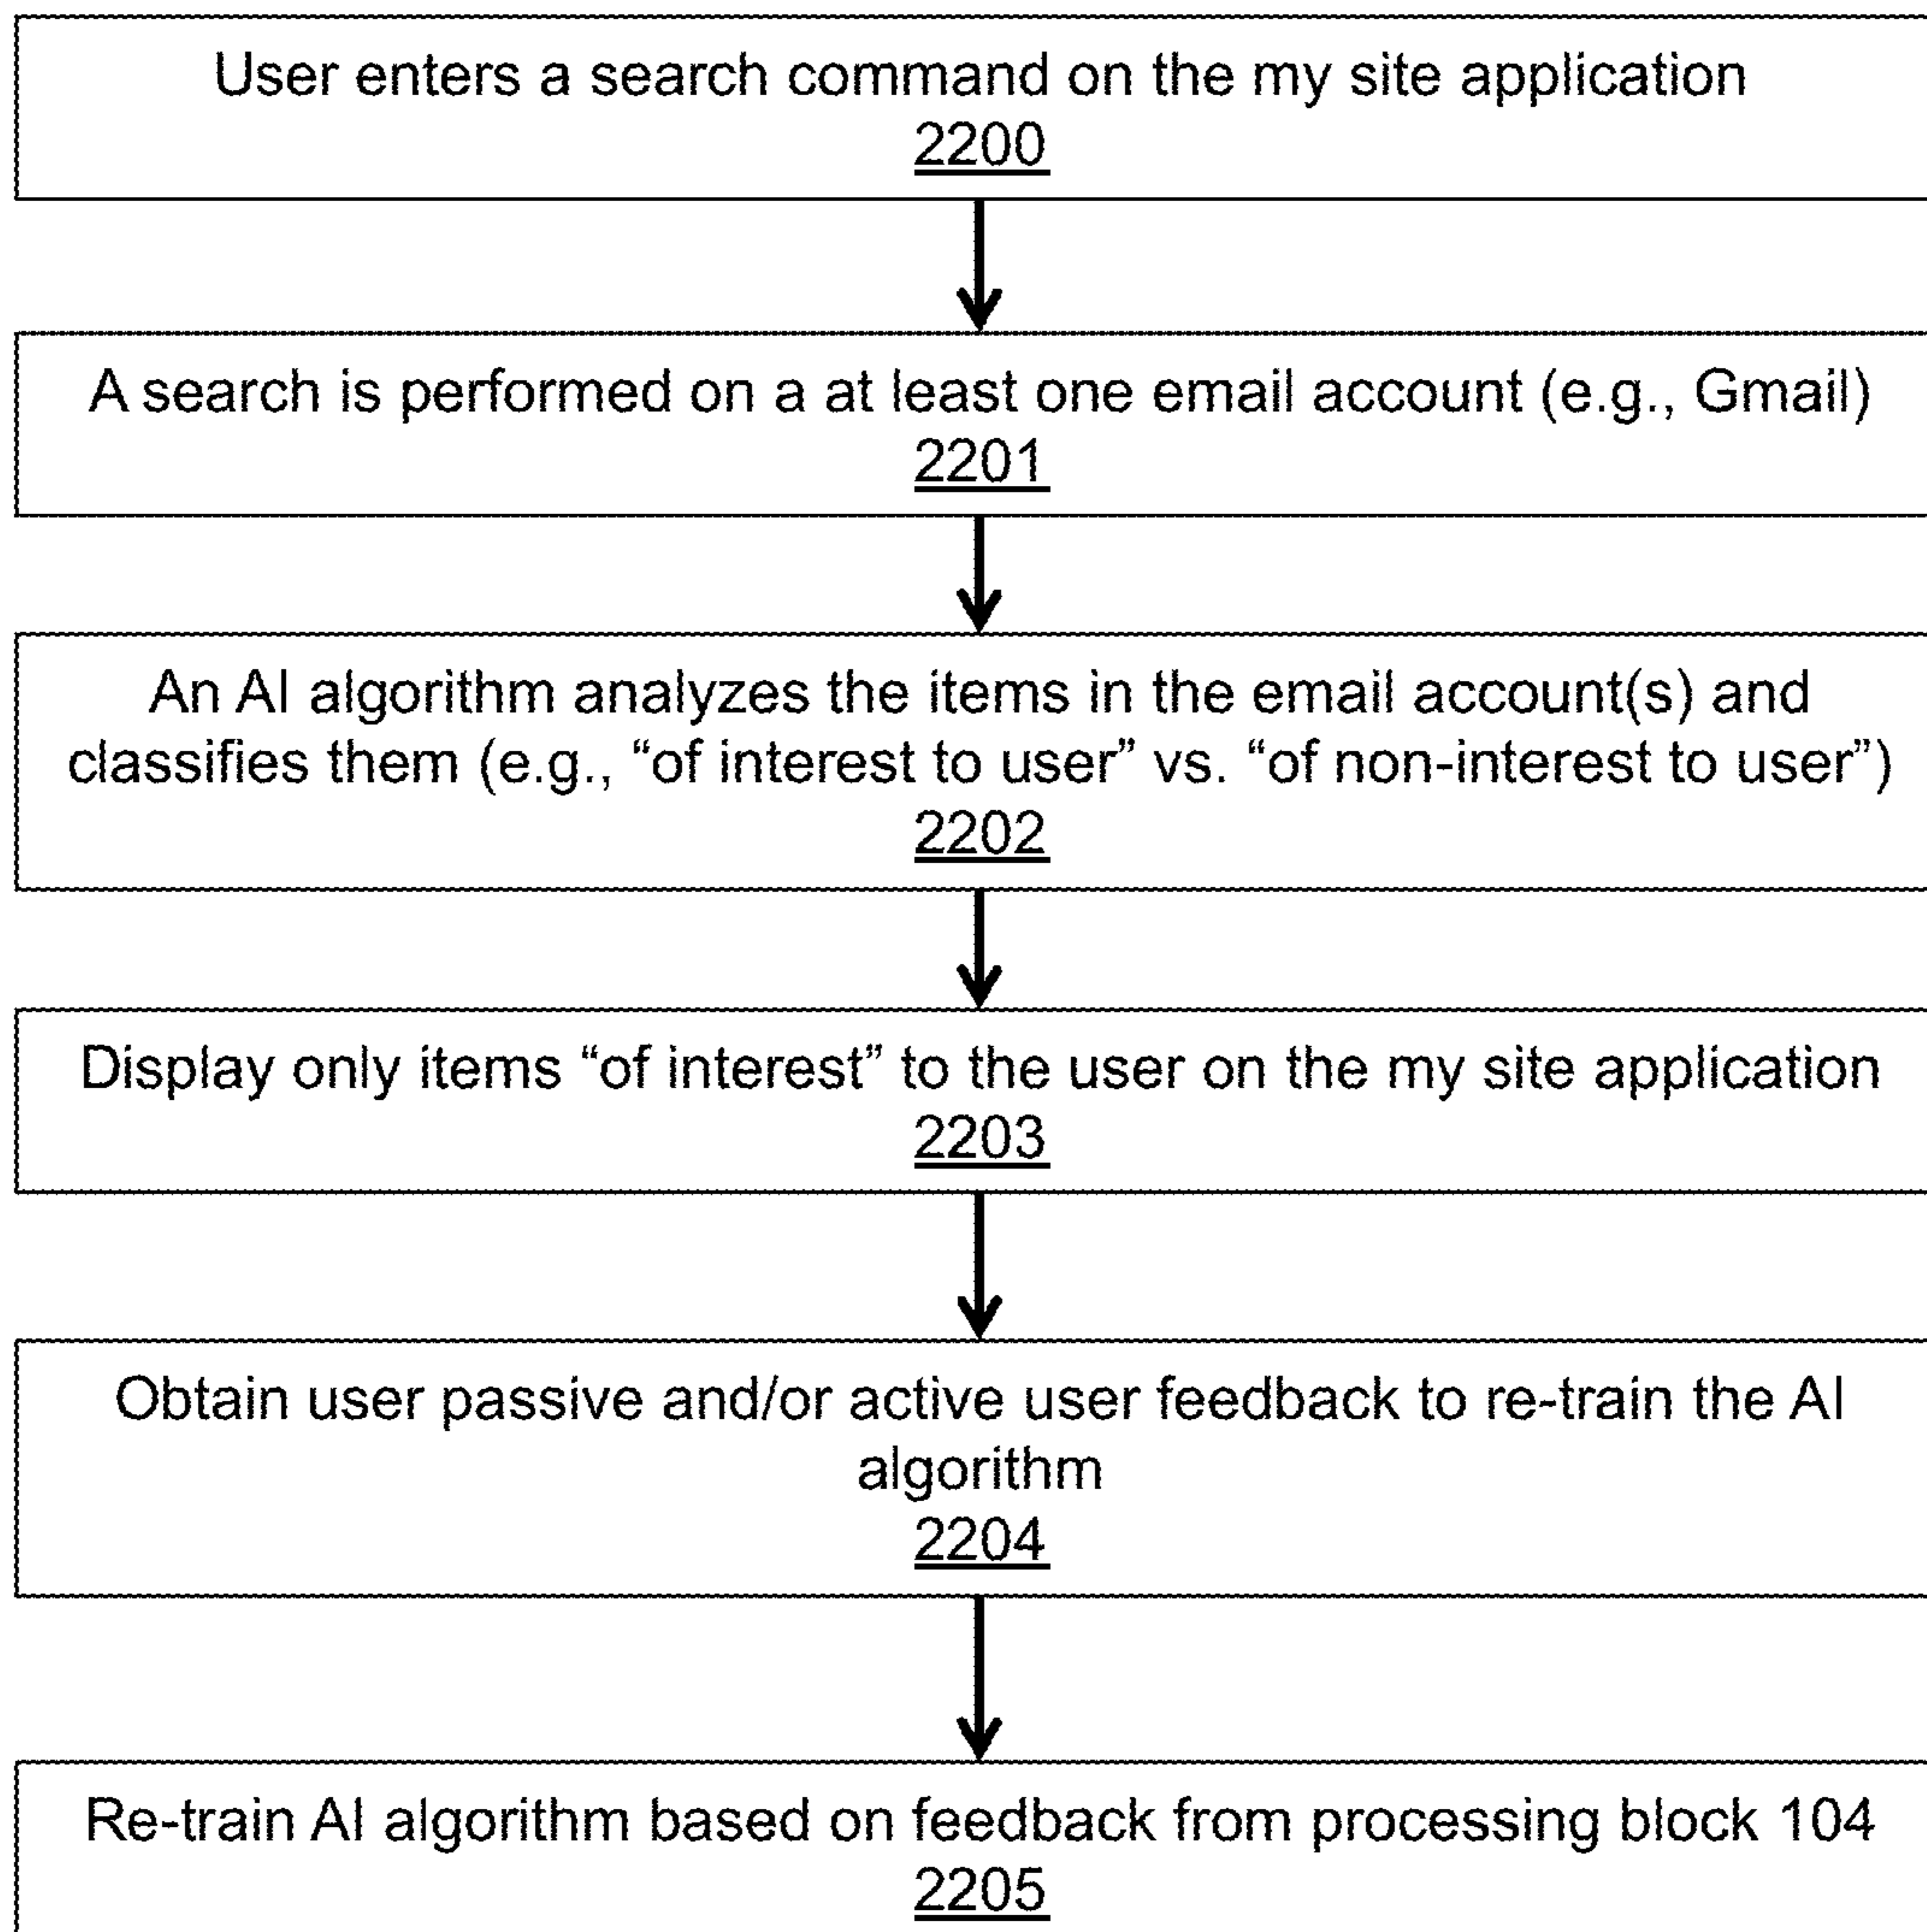 User enters a search command on the my site application
2200
A search is performed on a at least one email account (e.g., Gmail)
2201
An AI algorithm analyzes the items in the email account(s) and
classifies them (e.g., “of interest to user” vs. “of non-interest to user”)
2202
Display only items “of interest” to the user on the my site application
2203
Obtain user passive and/or active user feedback to re-train the AI
algorithm
2204
Re-train AI algorithm based on feedback from processing block 104
2205